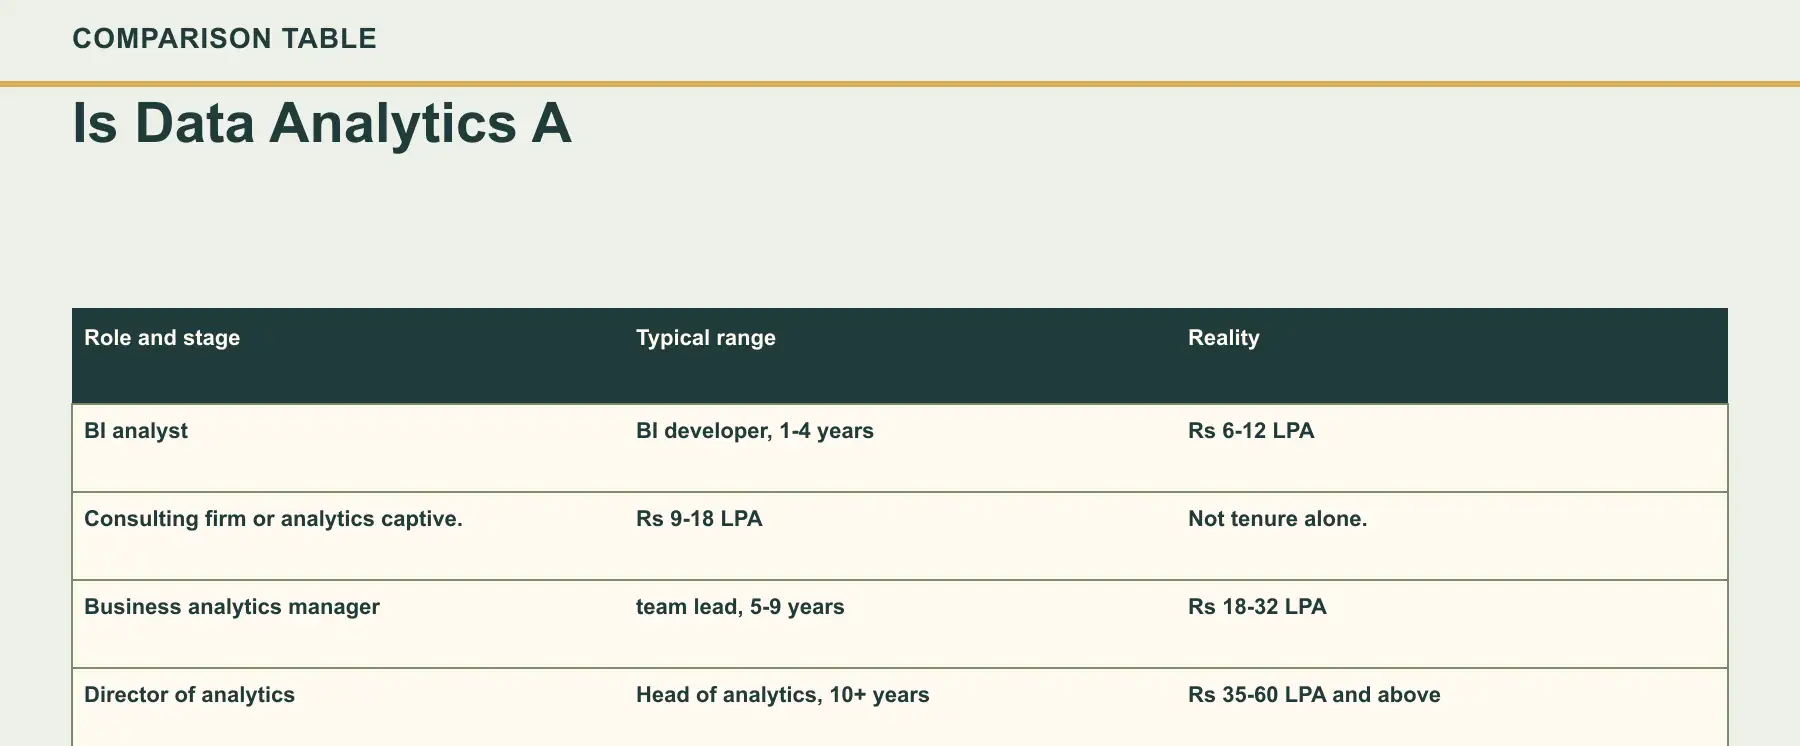 COMPARISON TABLE
Is Data Analytics A
Role and stage Typical range Reality
BI analyst BI developer, 1-4 years Rs 6-12 LPA
Consulting firm or analytics captive. Rs 9-18 LPA Not tenure alone.
Business analytics manager team lead, 5-9 years Rs 18-32 LPA
Director of analytics Head of analytics, 10+ years Rs 35-60 LPA and above